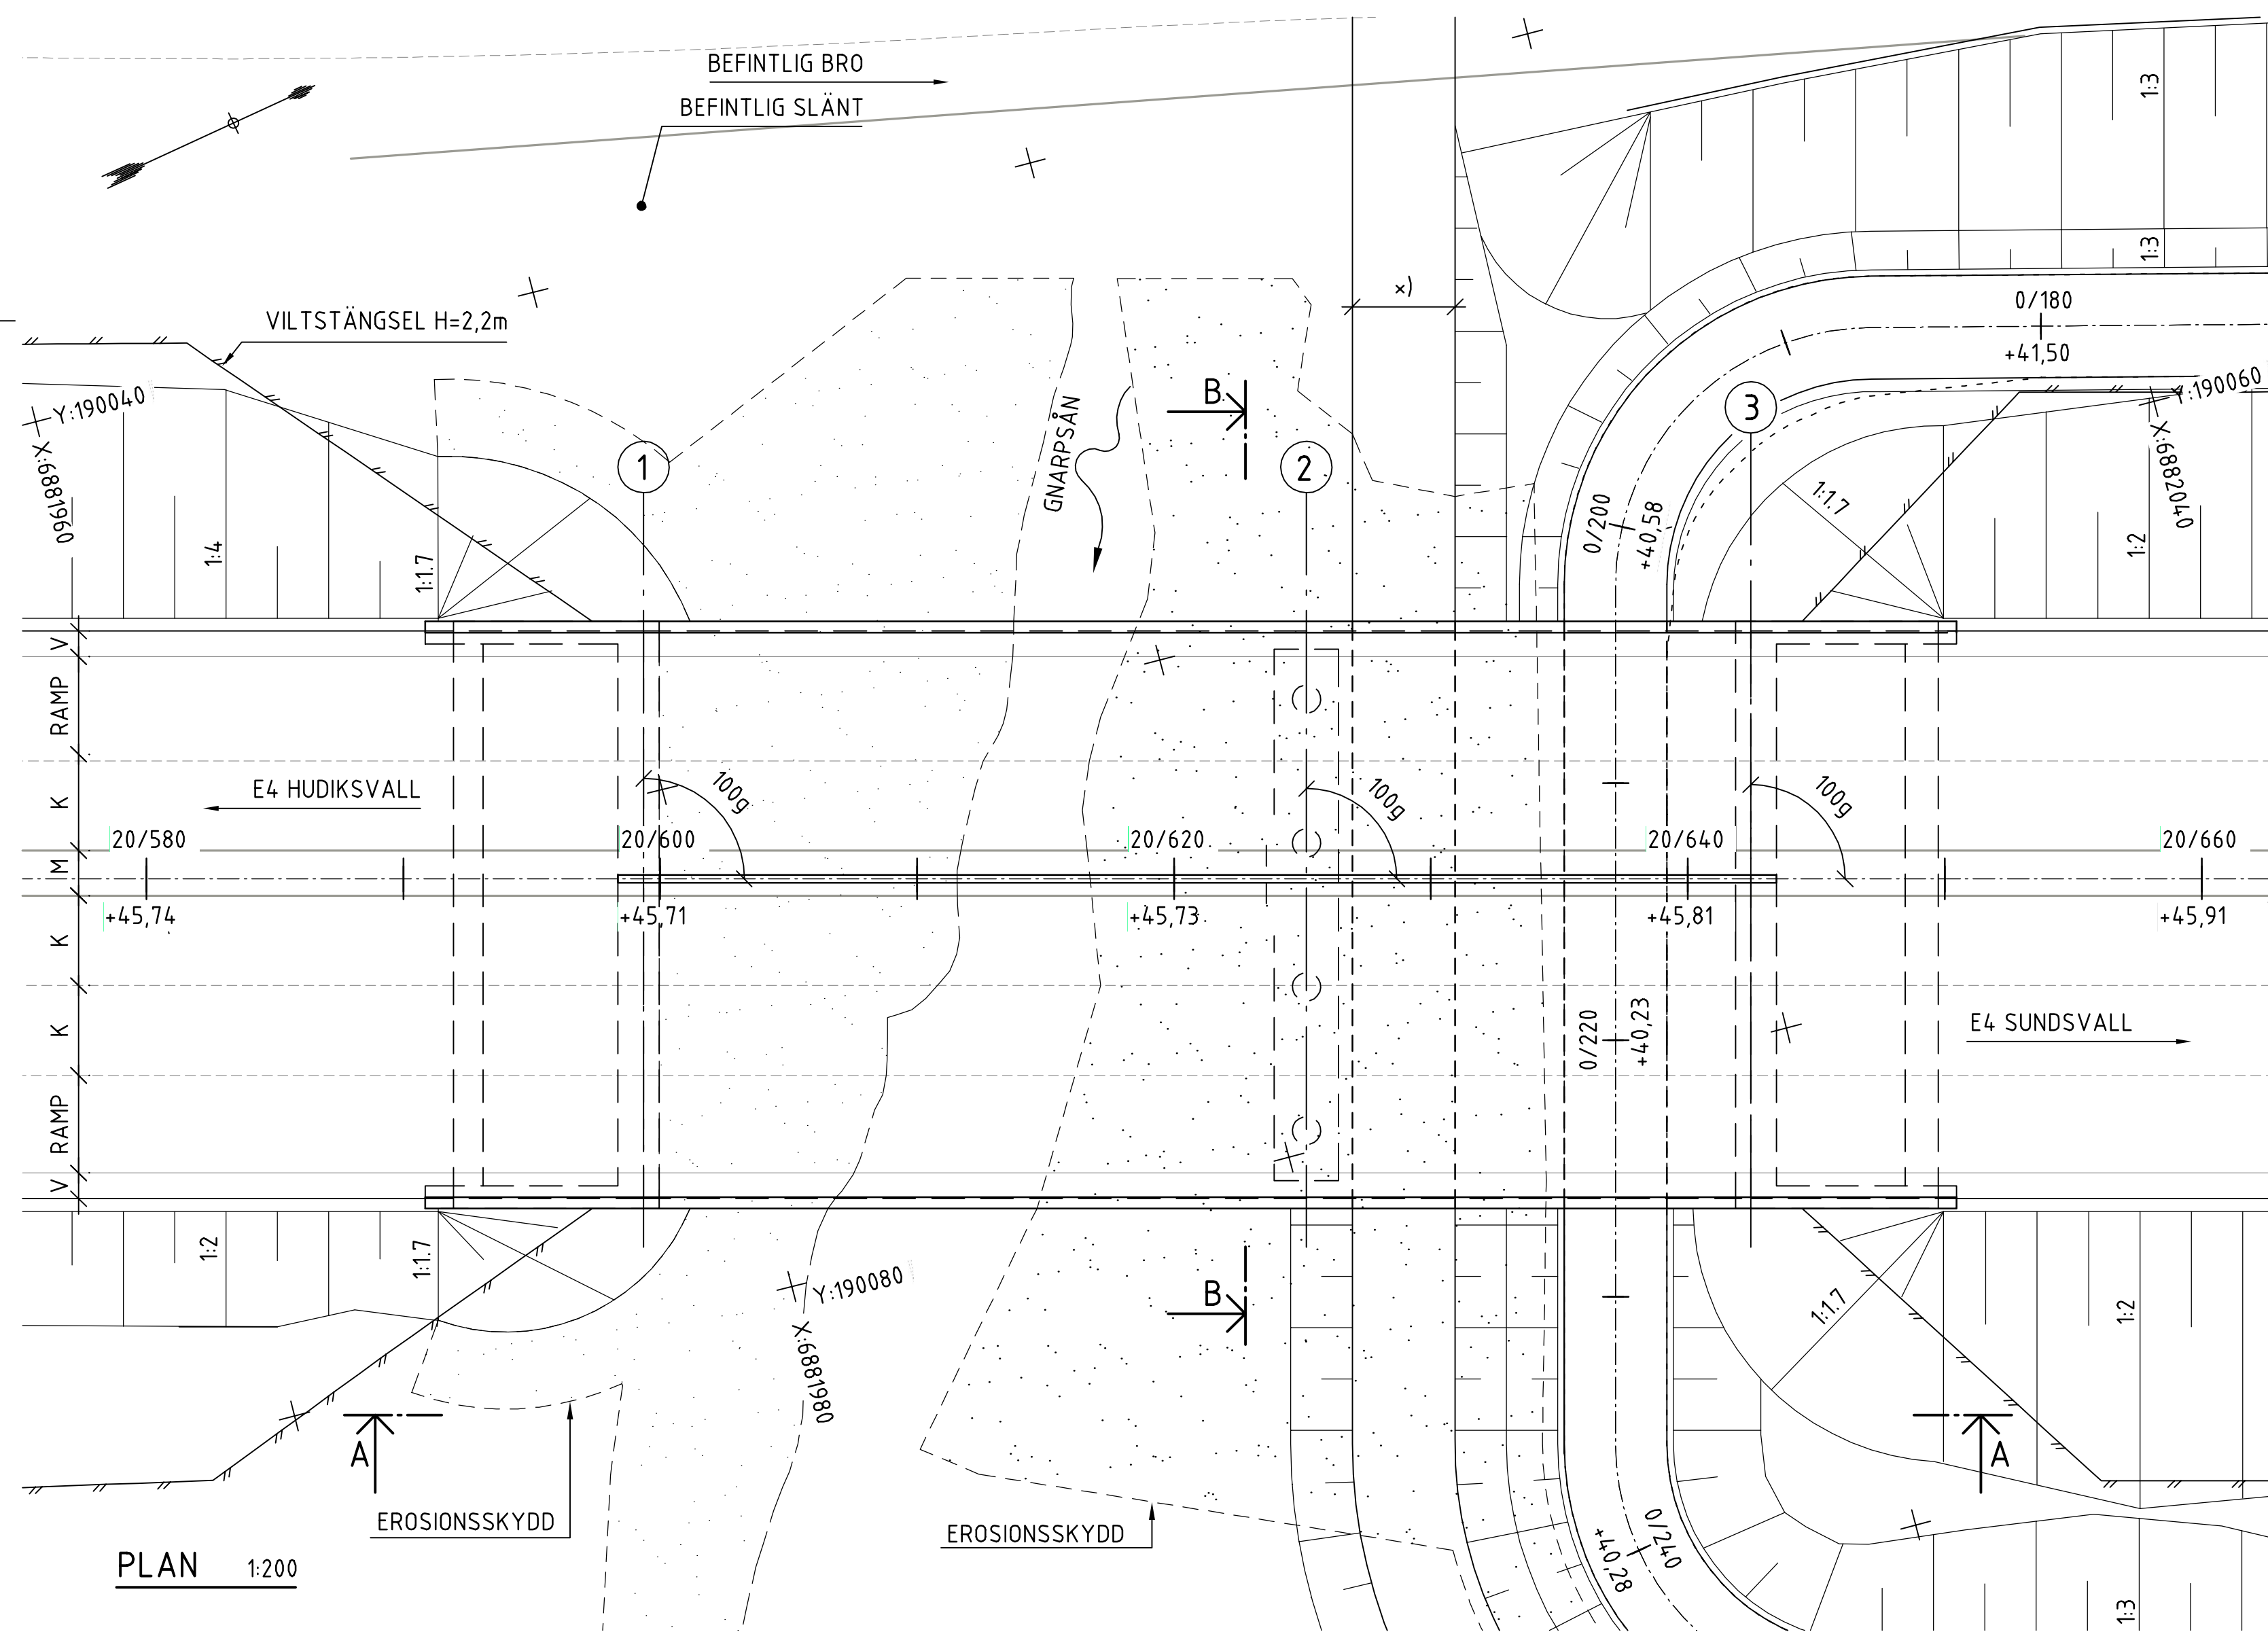 BEFINTLIG BRO
BEFINTLIG SLÄNT
1:3
1:3
x)
0/180
+41,50
VILTSTÄNGSEL H=2,2m
Y:190040
X:6881960
B
GNARPSÅN
3
Y:190060
X:6882040
1
2
1:1.7
0/200
+40,58
1:4
1:1.7
1:2
V
RAMP
K
M
K
K
RAMP
V
E4 HUDIKSVALL
100g
100g
100g
20/580
20/600
20/620
20/640
20/660
+45,74
+45,71
+45,73
+45,81
+45,91
0/220
+40,23
E4 SUNDSVALL
1:2
1:1.7
Y:190080
X:6881980
B
1:1.7
1:2
A
A
EROSIONSSKYDD
EROSIONSSKYDD
0/240
+40,28
PLAN 1:200
1:3